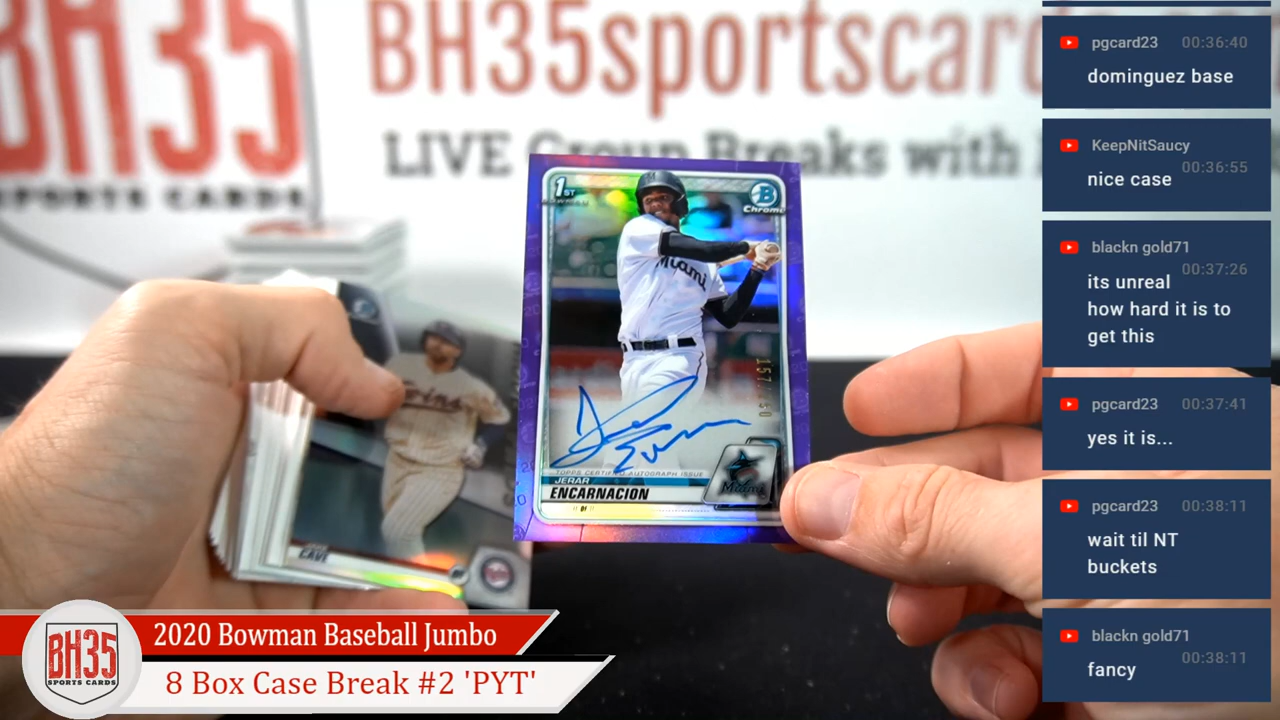 BH35
SPORTS CARDS
BH35sportscard
LIVE Group Breaks with
1ST
BOWMAN
B
Chrome
Miami
TOPPS CERTIFIED AUTOGRAPH ISSUE
JERAR
ENCARNACION
OF
Miami
Twins
CAVE
BH35
SPORTS CARDS
2020 Bowman Baseball Jumbo
8 Box Case Break #2 'PYT'
pgcard23 00:36:40
dominguez base
KeepNitSaucy 00:36:55
nice case
blackn gold71 00:37:26
its unreal
how hard it is to
get this
pgcard23 00:37:41
yes it is...
pgcard23 00:38:11
wait til NT
buckets
blackn gold71 00:38:11
fancy